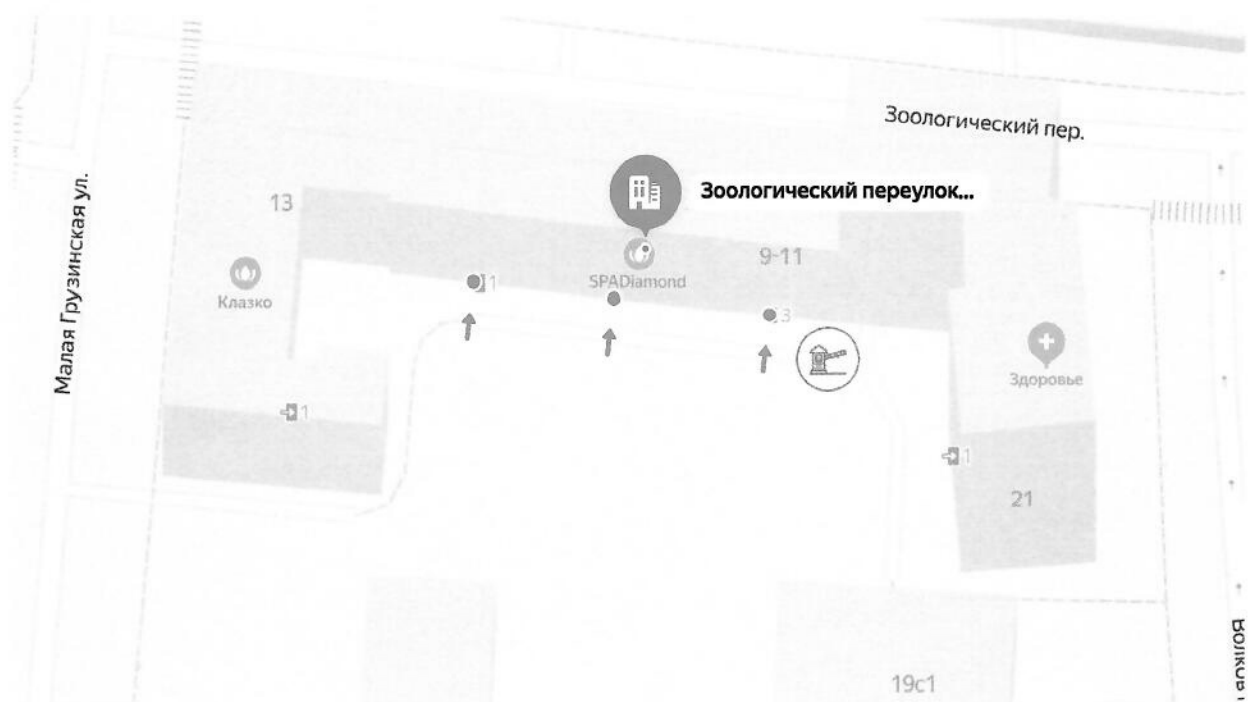 Зоологический пер.
Малая Грузинская ул.
13
Зоологический переулок...
9-11
SPADiamond
Клазко
1
3
Здоровье
1
1
21
19с1